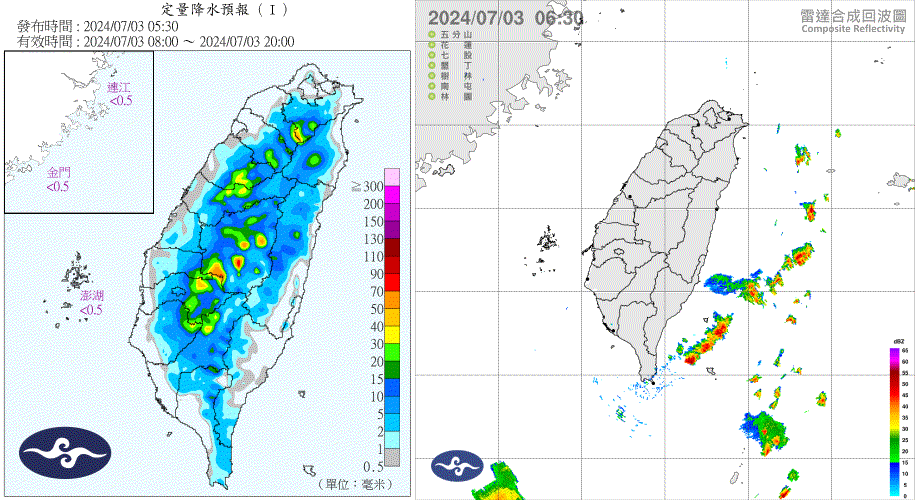 定量降水預報 ( I )
發布時間 : 2024/07/03 05:30
有效時間 : 2024/07/03 08:00 ～ 2024/07/03 20:00
連江
<0.5
金門
<0.5
澎湖
<0.5
≧ 300
200
150
130
110
90
70
50
40
30
20
15
10
5
2
1
0.5
(單位：毫米)
2024/07/03 06:30
雷達合成回波圖
Composite Reflectivity
五分山
花蓮
七股
墾丁
樹林
南屯
林園
dBZ
65
60
55
50
45
40
35
30
25
20
15
10
5
0